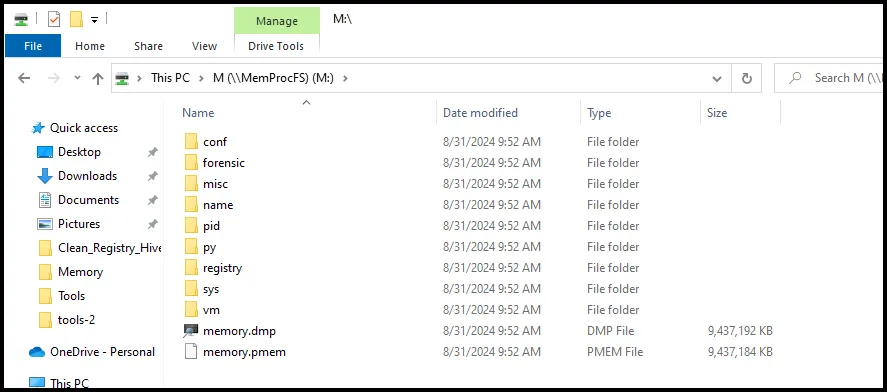 Manage M:\
File Home Share View Drive Tools
This PC M (\\MemProcFS) (M:) Search M (\\
Name Date modified Type Size
Quick access
Desktop
Downloads
Documents
Pictures
Clean_Registry_Hive
Memory
Tools
tools-2
OneDrive - Personal
This PC
conf 8/31/2024 9:52 AM File folder
forensic 8/31/2024 9:52 AM File folder
misc 8/31/2024 9:52 AM File folder
name 8/31/2024 9:52 AM File folder
pid 8/31/2024 9:52 AM File folder
py 8/31/2024 9:52 AM File folder
registry 8/31/2024 9:52 AM File folder
sys 8/31/2024 9:52 AM File folder
vm 8/31/2024 9:52 AM File folder
memory.dmp 8/31/2024 9:52 AM DMP File 9,437,192 KB
memory.pmem 8/31/2024 9:52 AM PMEM File 9,437,184 KB